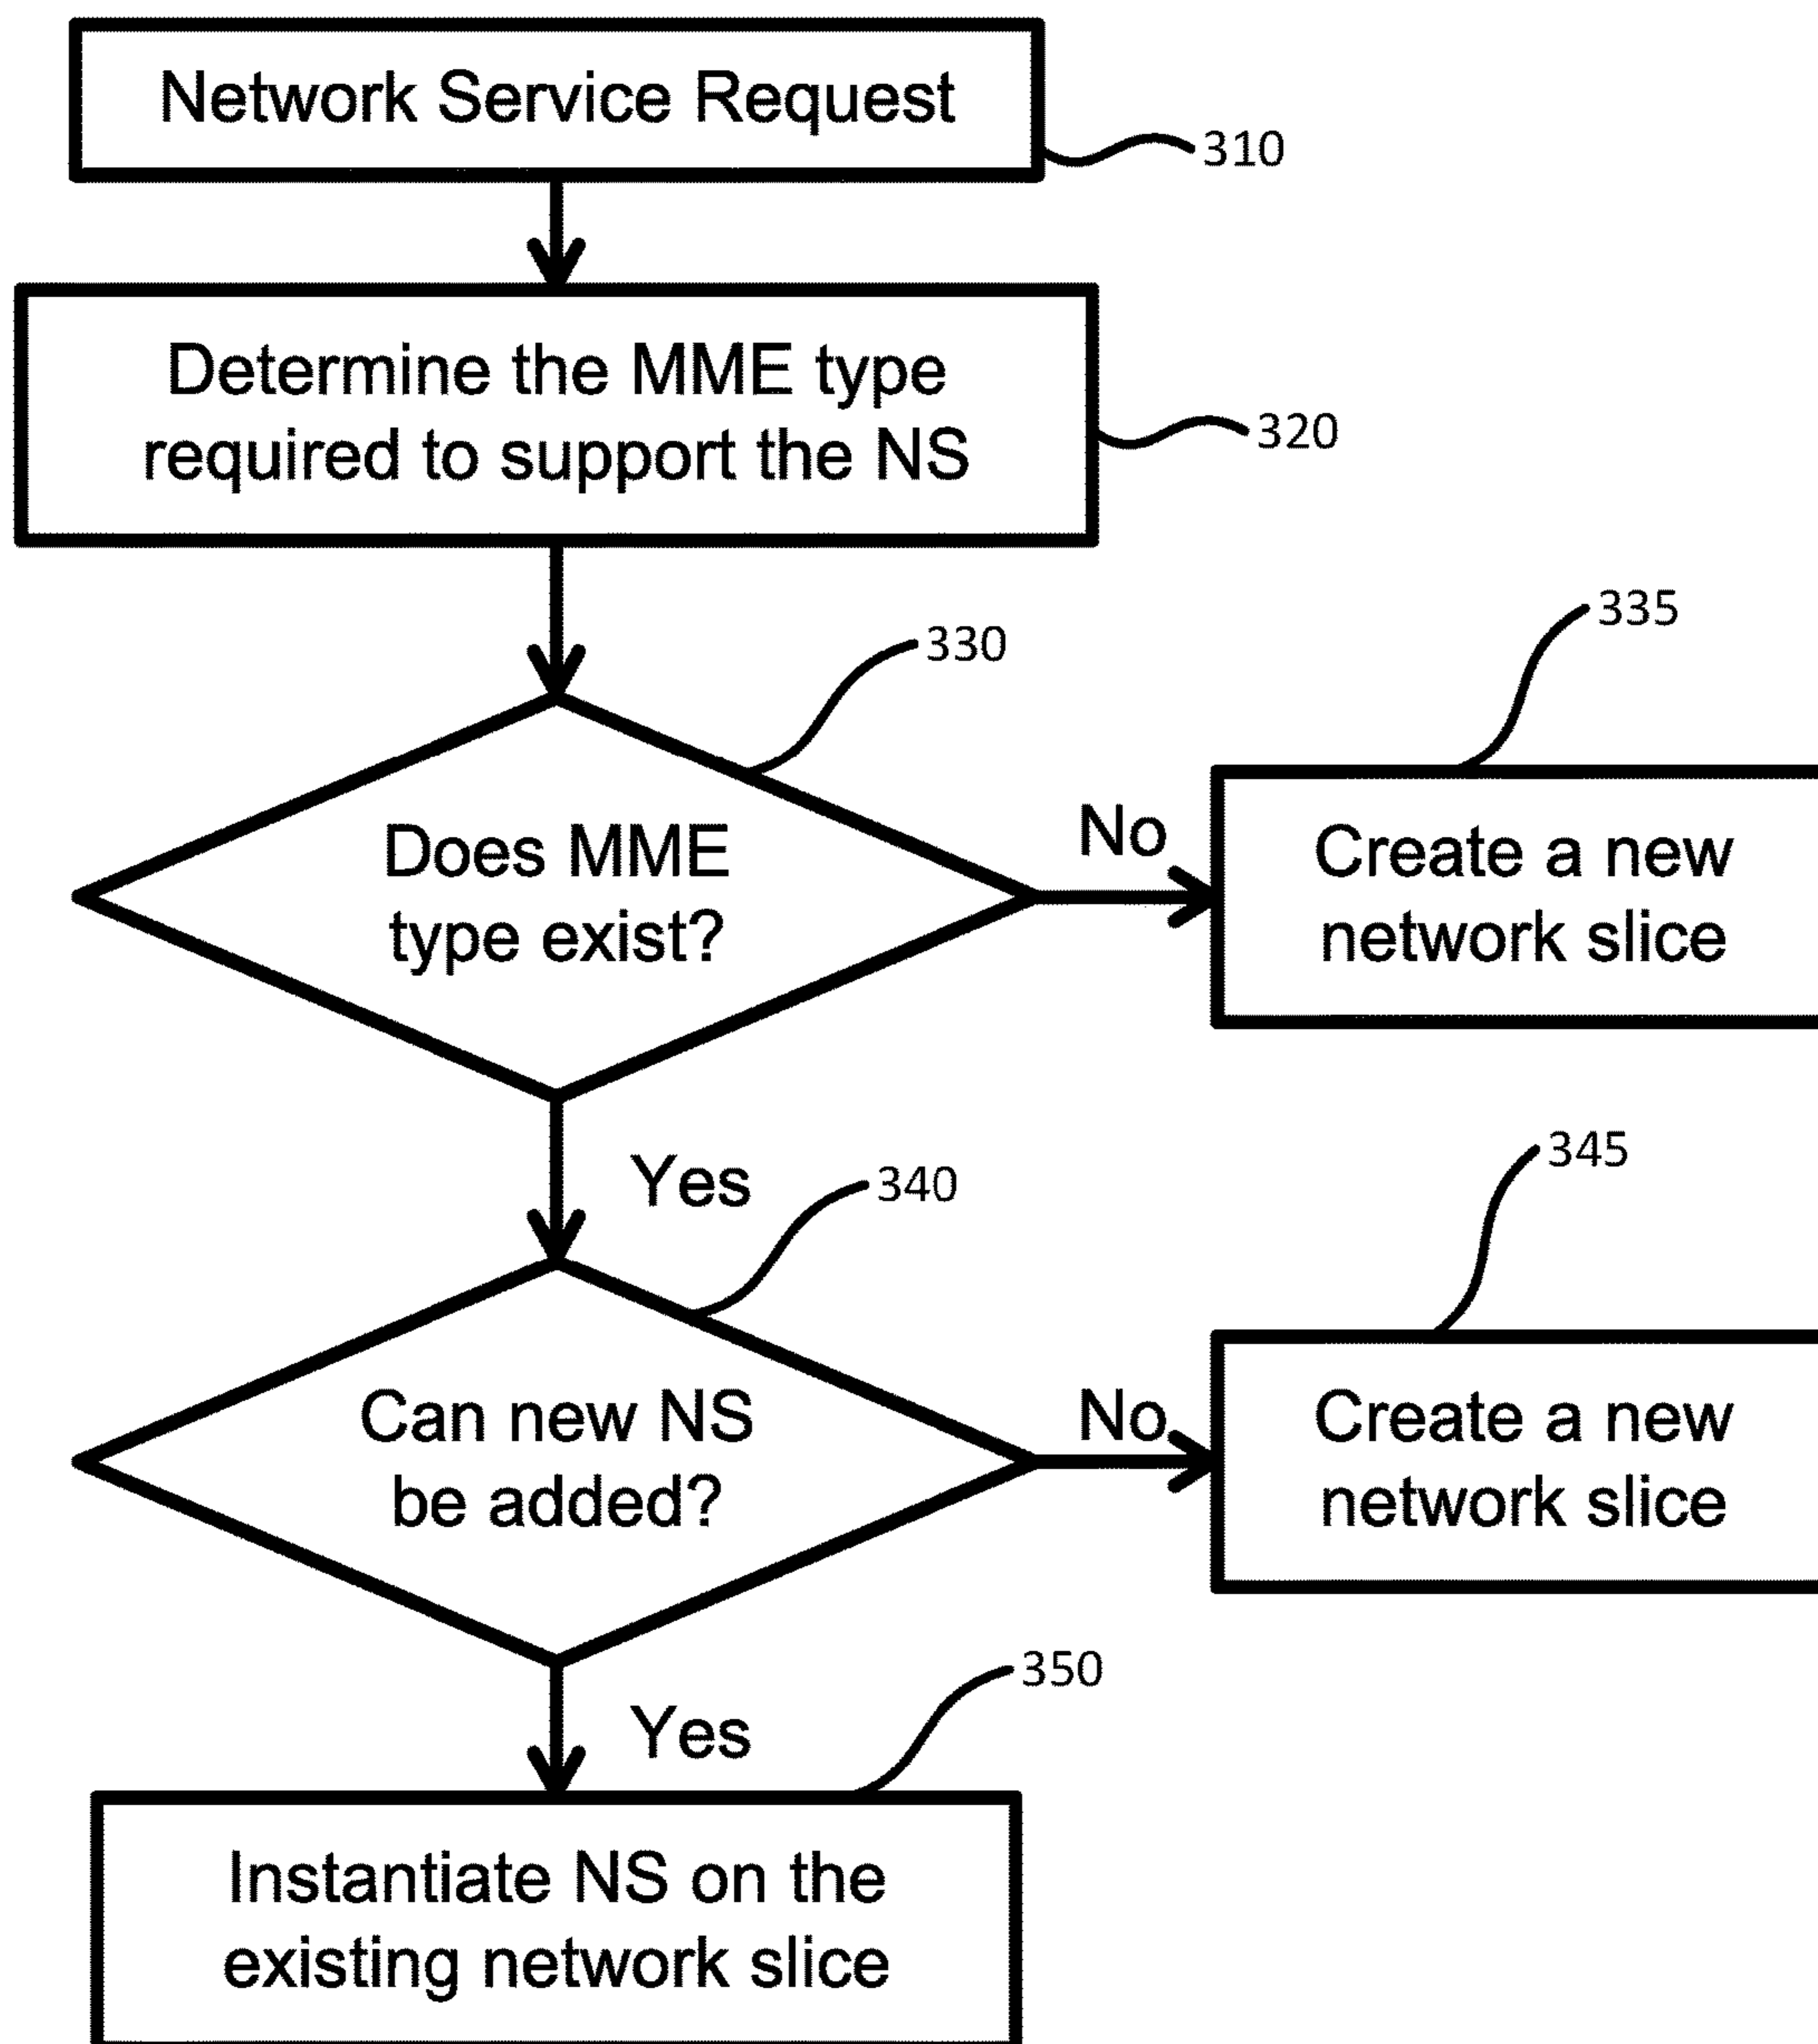 Network Service Request
310
Determine the MME type
required to support the NS
320
330
335
Does MME
type exist?
No
Create a new
network slice
Yes
340
345
Can new NS
be added?
No
Create a new
network slice
Yes
350
Instantiate NS on the
existing network slice